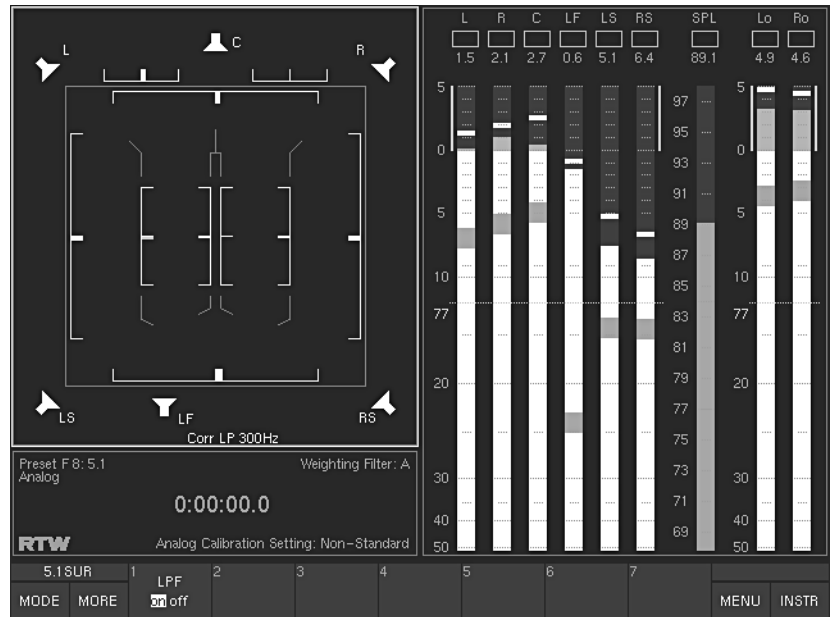 L
C
R
LS
LF
RS
Corr LP 300Hz
Preset F 8: 5.1
Weighting Filter: A
Analog
0:00:00.0
RTW
Analog Calibration Setting: Non-Standard
L R C LF LS RS SPL Lo Ro
1.5 2.1 2.7 0.6 5.1 6.4 89.1 4.9 4.6
5 97 5
95
0 93 0
91
5 89 5
87
10 85 10
77 83 77
81
20 79 20
77
75
30 73 30
71
40 69 40
50 50
5.1SUR 1 LPF 2 3 4 5 6 7
MODE MORE on off MENU INSTR